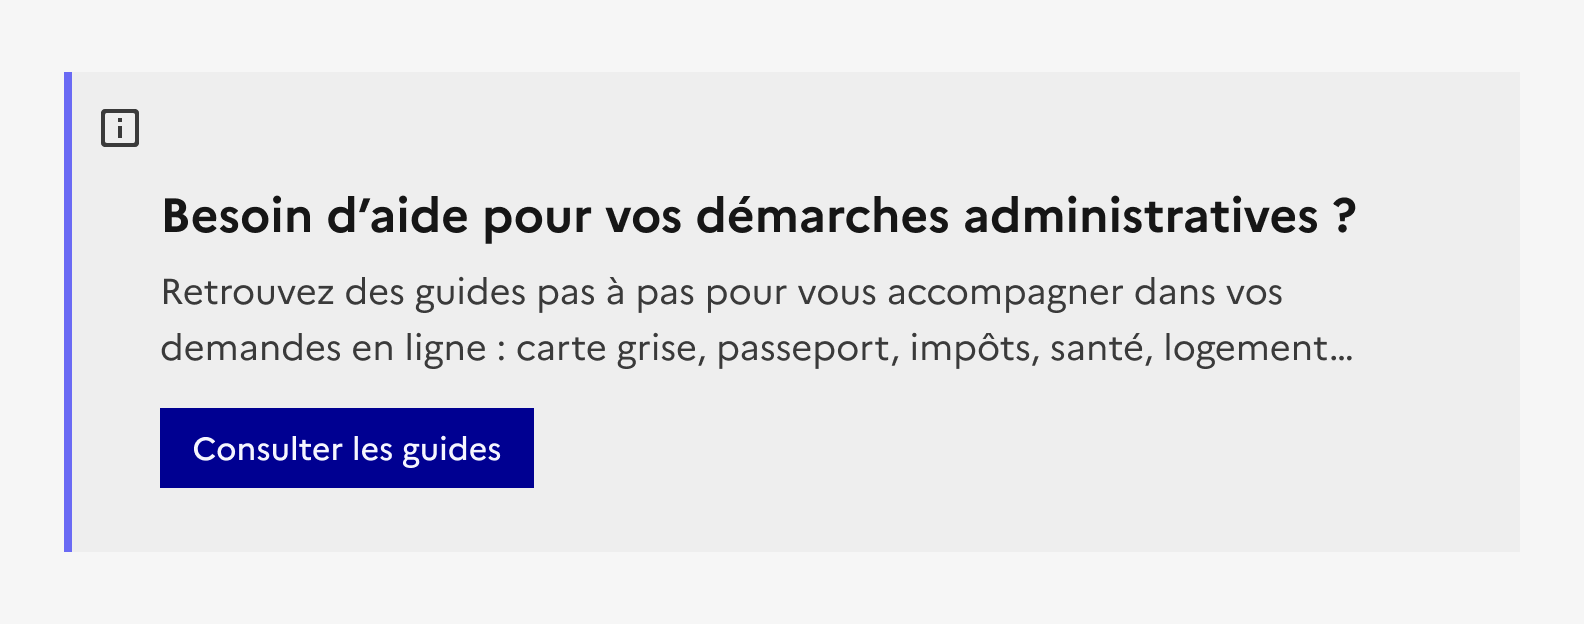 Besoin d’aide pour vos démarches administratives ?
Retrouvez des guides pas à pas pour vous accompagner dans vos
demandes en ligne : carte grise, passeport, impôts, santé, logement…
Consulter les guides